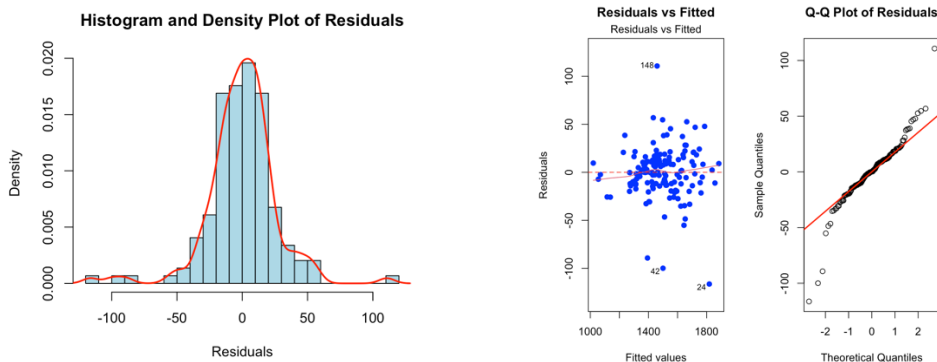 Histogram and Density Plot of Residuals
Density
0.020
0.015
0.010
0.005
0.000
-100 -50 0 50 100
Residuals
Residuals vs Fitted
Residuals vs Fitted
Residuals
100
50
0
-50
-100
148
42
24
1000 1400 1800
Fitted values
Q-Q Plot of Residuals
Sample Quantiles
100
50
0
-50
-100
-2 -1 0 1 2
Theoretical Quantiles